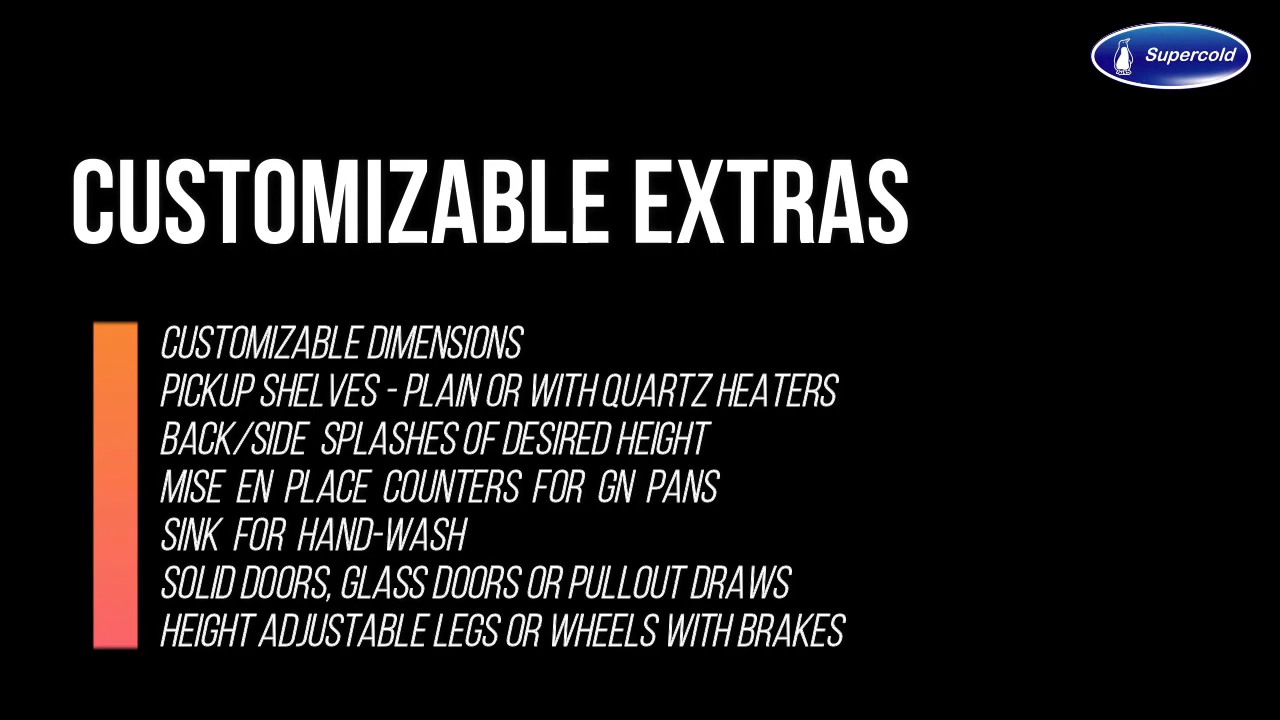 Supercold
CUSTOMIZABLE EXTRAS
CUSTOMIZABLE DIMENSIONS
PICKUP SHELVES - PLAIN OR WITH QUARTZ HEATERS
BACK/SIDE SPLASHES OF DESIRED HEIGHT
MISE EN PLACE COUNTERS FOR GN PANS
SINK FOR HAND-WASH
SOLID DOORS, GLASS DOORS OR PULLOUT DRAWS
HEIGHT ADJUSTABLE LEGS OR WHEELS WITH BRAKES